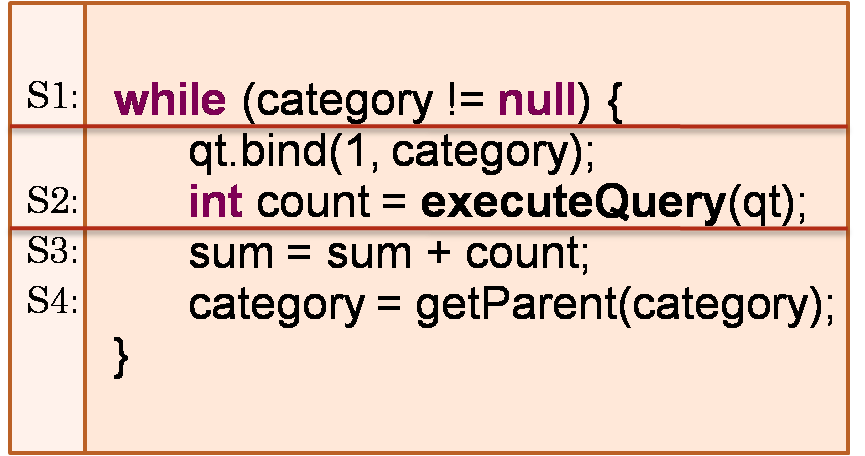 S1: while (category != null) {
qt.bind(1, category);
S2: int count = executeQuery(qt);
S3: sum = sum + count;
S4: category = getParent(category);
}